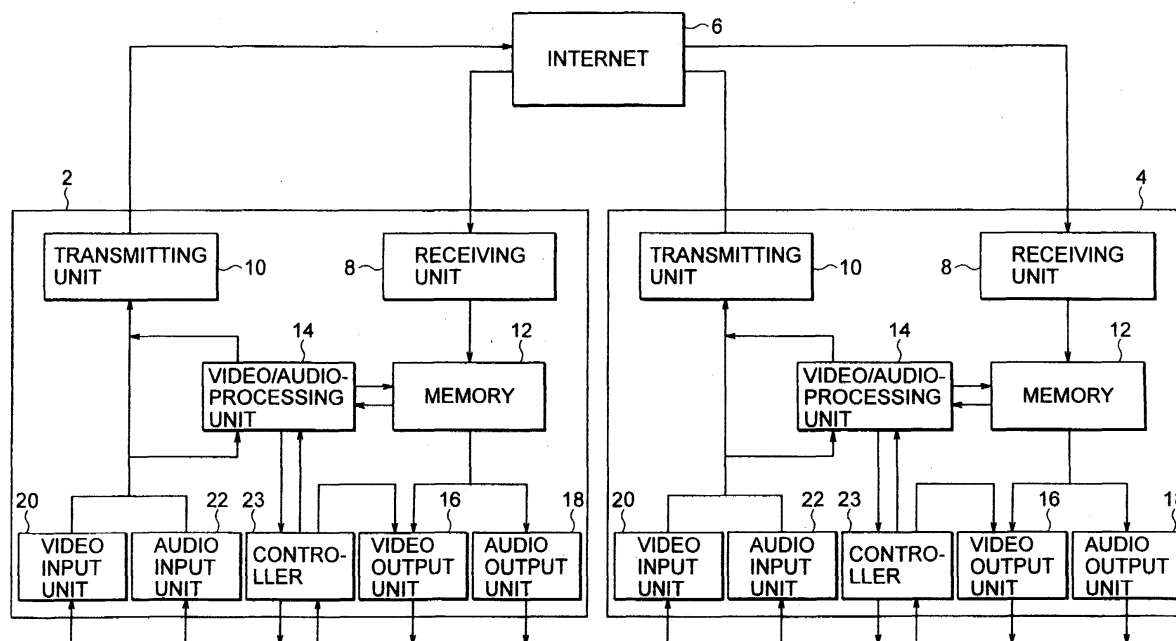 6
INTERNET
2
4
TRANSMITTING
UNIT
10
8
RECEIVING
UNIT
TRANSMITTING
UNIT
10
8
RECEIVING
UNIT
14
12
VIDEO/AUDIO-
PROCESSING
UNIT
MEMORY
14
12
VIDEO/AUDIO-
PROCESSING
UNIT
MEMORY
20
22
23
16
18
VIDEO
INPUT
UNIT
AUDIO
INPUT
UNIT
CONTRO-
LLER
VIDEO
OUTPUT
UNIT
AUDIO
OUTPUT
UNIT
20
22
23
16
18
VIDEO
INPUT
UNIT
AUDIO
INPUT
UNIT
CONTRO-
LLER
VIDEO
OUTPUT
UNIT
AUDIO
OUTPUT
UNIT